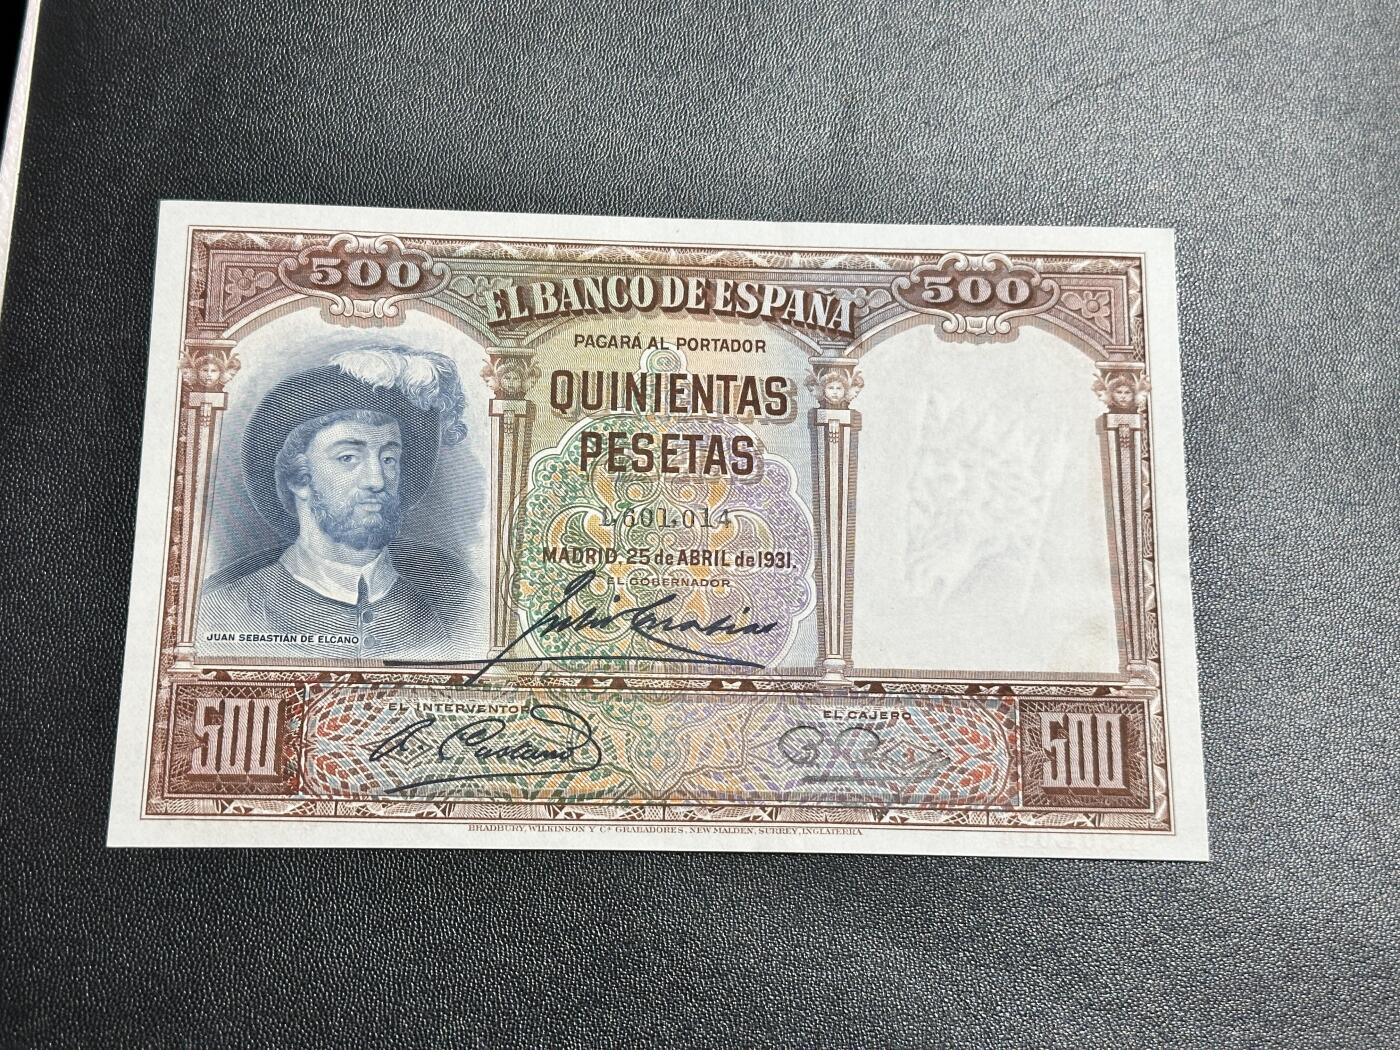 500
500
EL BANCO DE ESPAÑA
PAGARÁ AL PORTADOR
QUINIENTAS
PESETAS
1,601,014
MADRID, 25 de ABRIL de 1931.
EL GOBERNADOR
JUAN SEBASTIÁN DE ELCANO
500
EL INTERVENTOR
EL CAJERO
500
BRADBURY, WILKINSON Y Cª GRABADORES, NEW MALDEN, SURREY, INGLATERRA